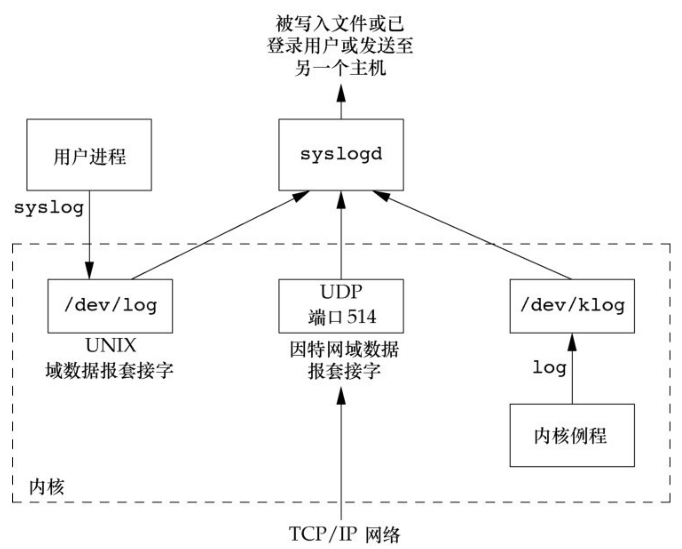 被写入文件或已
登录用户或发送至
另一个主机
用户进程
syslogd
syslog
/dev/log
UDP
端口514
/dev/klog
UNIX
域数据报套接字
因特网域数据
报套接字
log
内核例程
内核
TCP/IP 网络